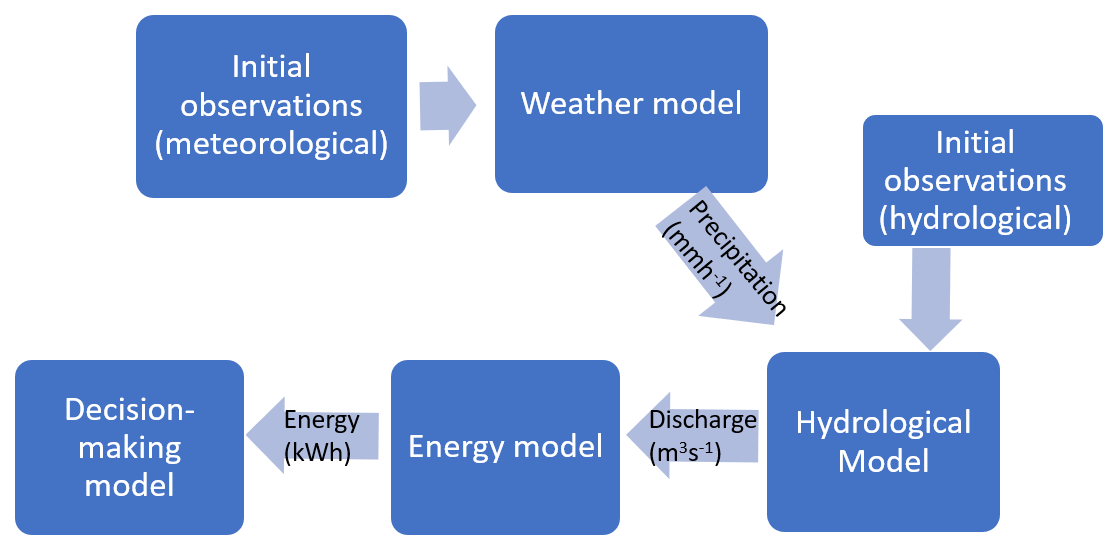 Initial
observations
(meteorological)
Weather model
Initial
observations
(hydrological)
Precipitation
(mmh⁻¹)
Hydrological
Model
Discharge
(m³s⁻¹)
Energy model
Energy
(kWh)
Decision-
making
model